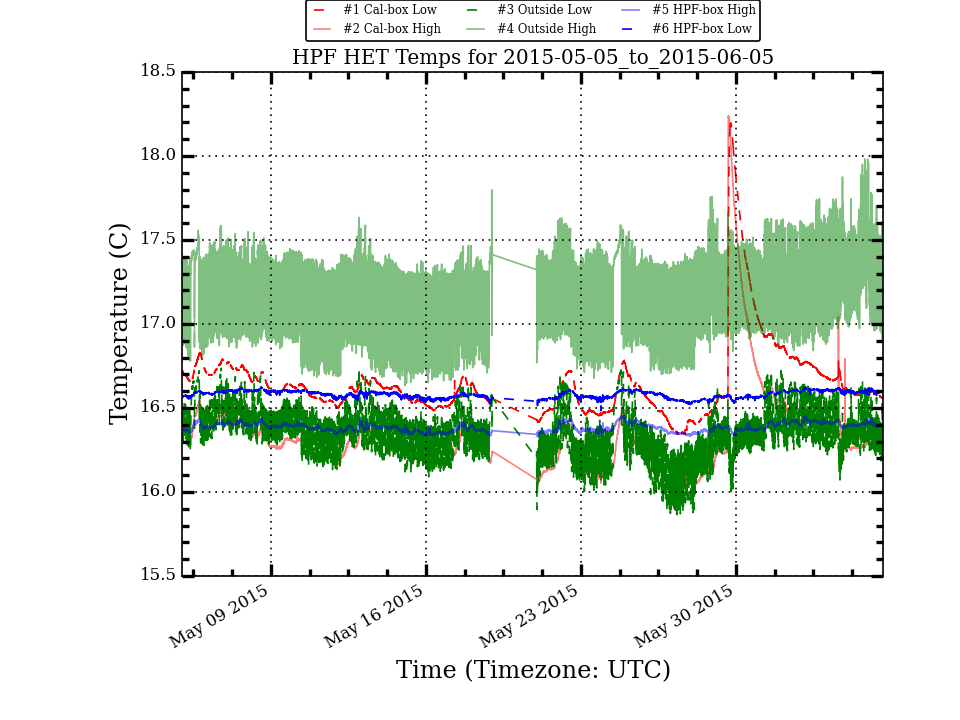 #1 Cal-box Low #3 Outside Low #5 HPF-box High
#2 Cal-box High #4 Outside High #6 HPF-box Low
HPF HET Temps for 2015-05-05_to_2015-06-05
18.5
18.0
17.5
17.0
16.5
16.0
15.5
Temperature (C)
May 09 2015 May 16 2015 May 23 2015 May 30 2015
Time (Timezone: UTC)